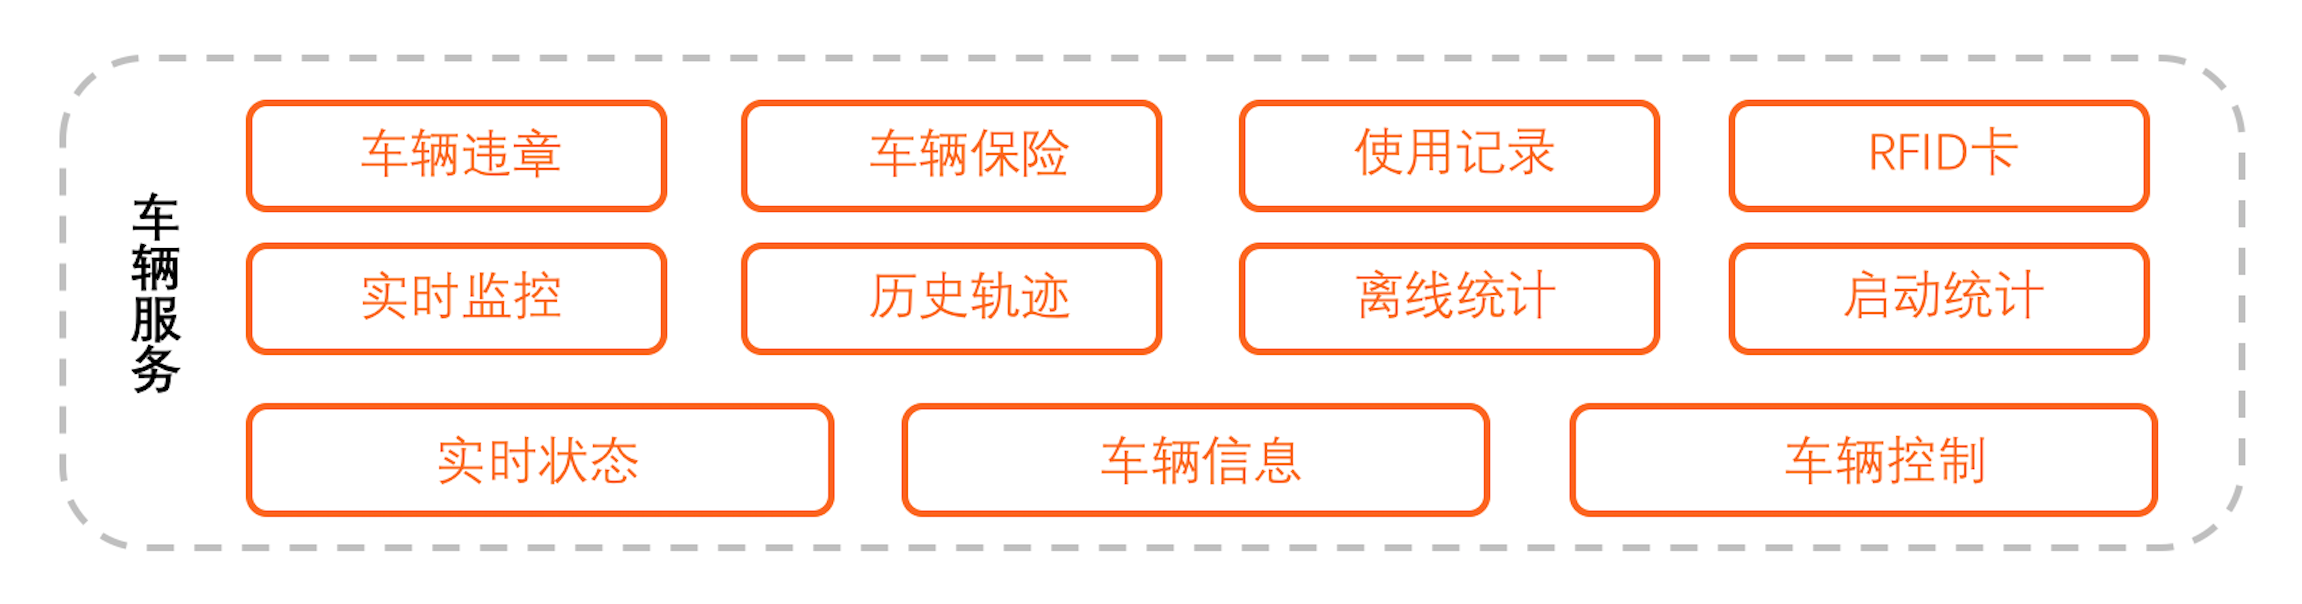 车辆服务
车辆违章
车辆保险
使用记录
RFID卡
实时监控
历史轨迹
离线统计
启动统计
实时状态
车辆信息
车辆控制